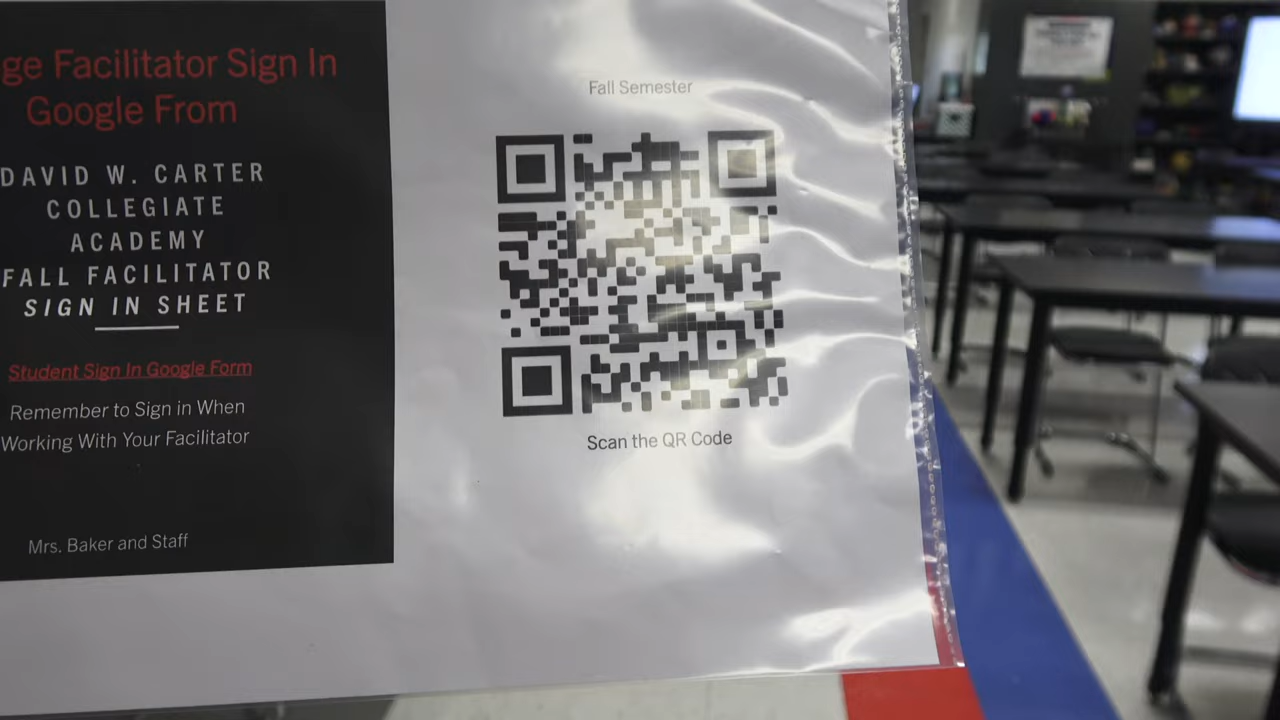 ge Facilitator Sign In
Google From
DAVID W. CARTER
COLLEGIATE
ACADEMY
FALL FACILITATOR
SIGN IN SHEET
Student Sign In Google Form
Remember to Sign in When
Working With Your Facilitator
Mrs. Baker and Staff
Fall Semester
Scan the QR Code